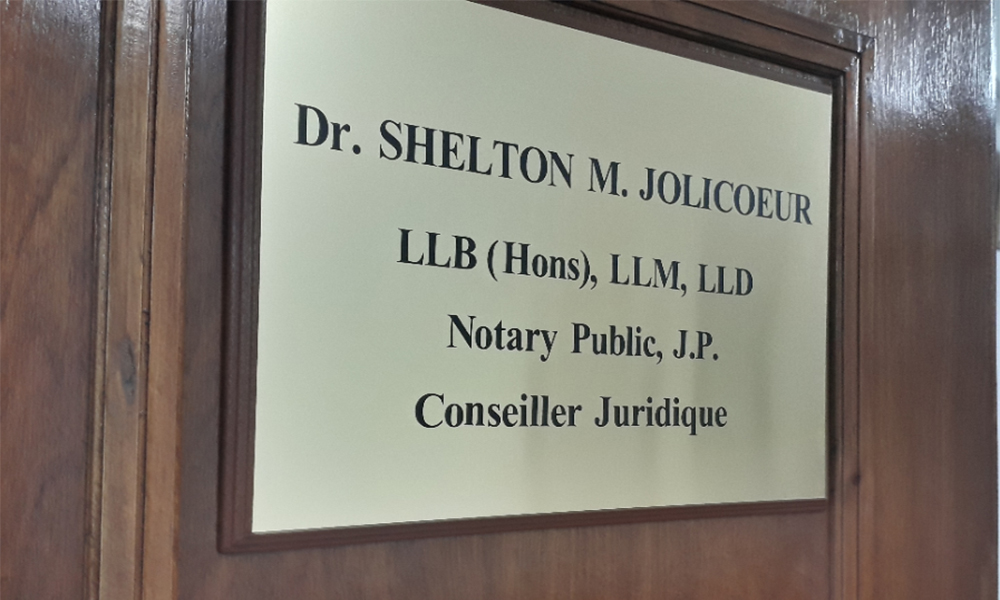 Dr. SHELTON M. JOLICOEUR
LLB (Hons), LLM, LLD
Notary Public, J.P.
Conseiller Juridique